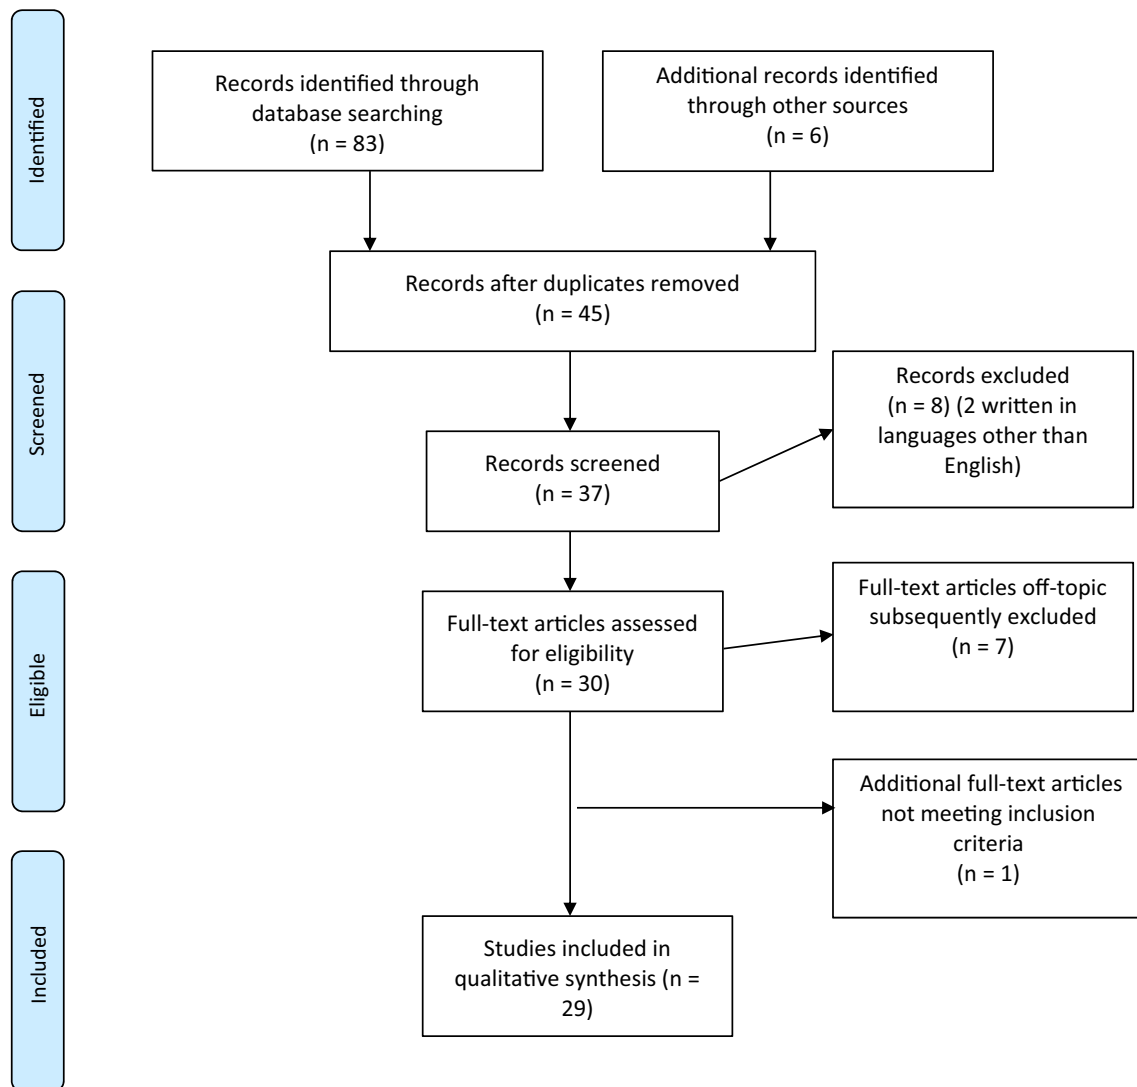 Identified
Records identified through
database searching
(n = 83)
Additional records identified
through other sources
(n = 6)
Records after duplicates removed
(n = 45)
Screened
Records excluded
(n = 8) (2 written in
languages other than
English)
Records screened
(n = 37)
Eligible
Full-text articles assessed
for eligibility
(n = 30)
Full-text articles off-topic
subsequently excluded
(n = 7)
Additional full-text articles
not meeting inclusion
criteria
(n = 1)
Included
Studies included in
qualitative synthesis (n =
29)